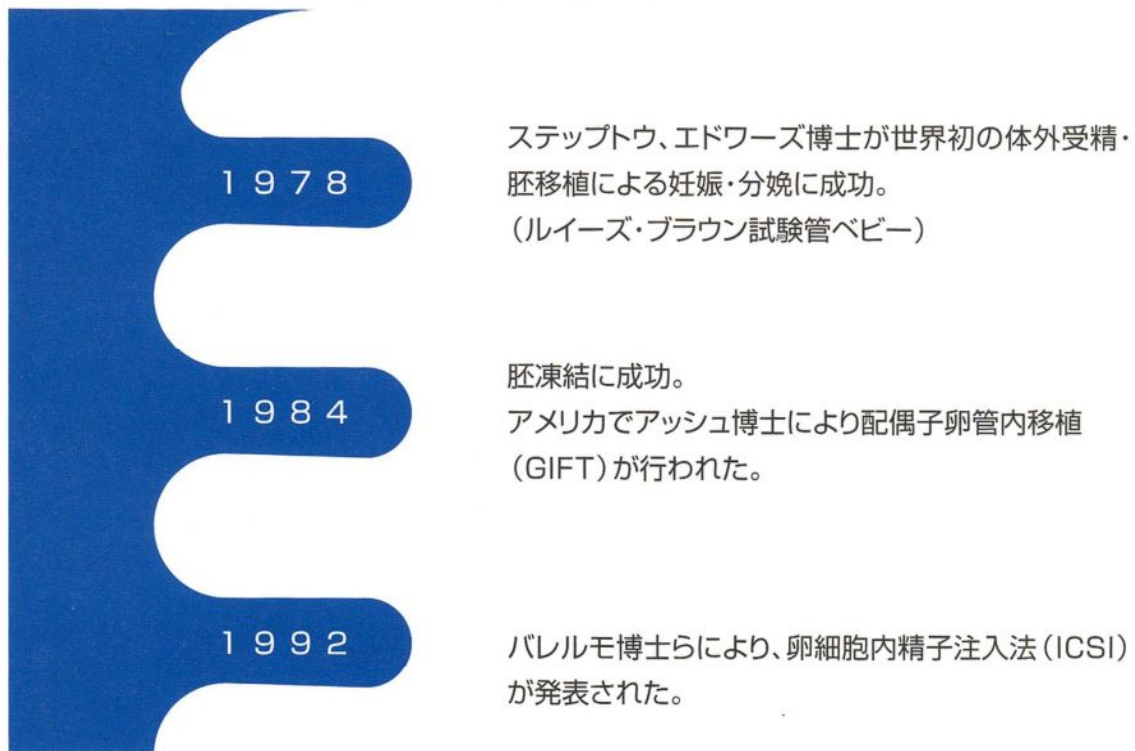 1978
ステップトウ、エドワーズ博士が世界初の体外受精・
胚移植による妊娠・分娩に成功。
(ルイーズ・ブラウン試験管ベビー)
1984
胚凍結に成功。
アメリカでアッシュ博士により配偶子卵管内移植
(GIFT)が行われた。
1992
バレルモ博士らにより、卵細胞内精子注入法(ICSI)
が発表された。